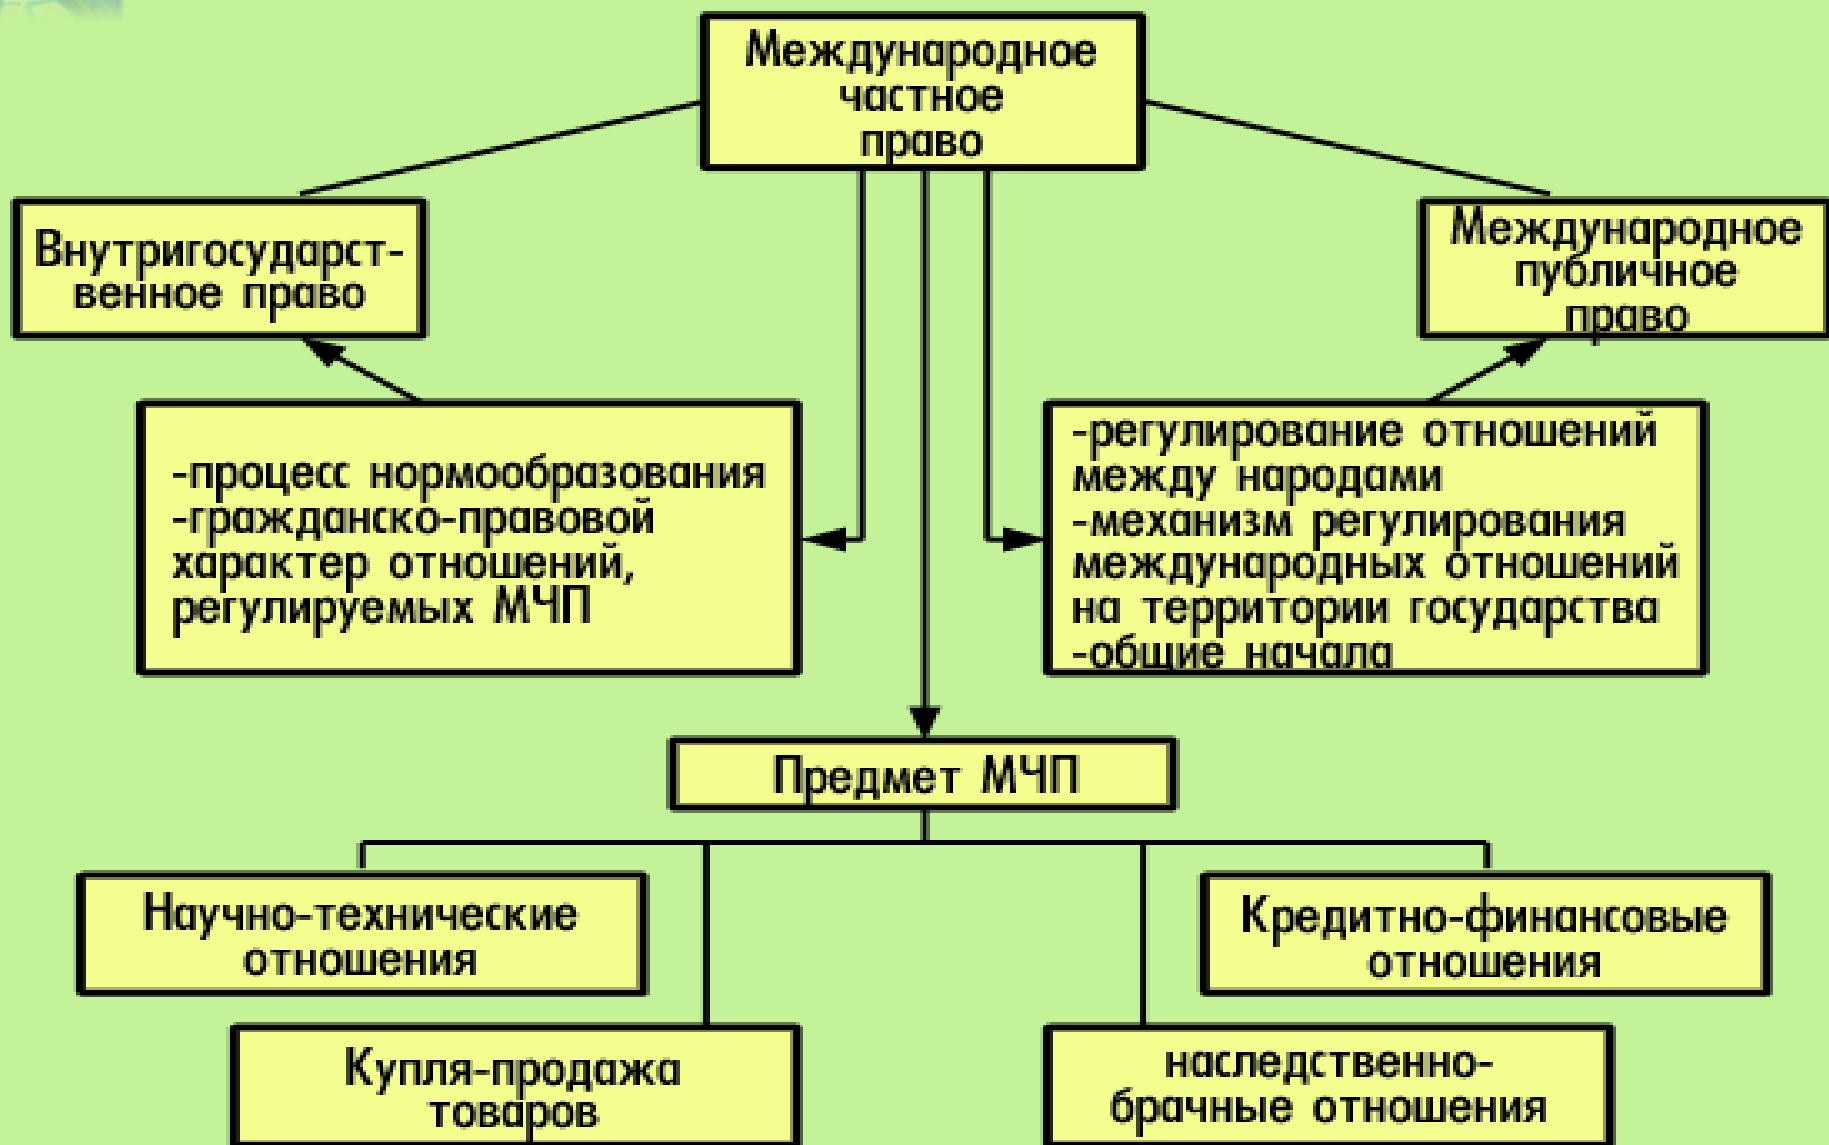 Международное
частное
право
Внутригосударст-
венное право
Международное
публичное
право
-процесс нормообразования
-гражданско-правовой
характер отношений,
регулируемых МЧП
-регулирование отношений
между народами
-механизм регулирования
международных отношений
на территории государства
-общие начала
Предмет МЧП
Научно-технические
отношения
Кредитно-финансовые
отношения
Купля-продажа
товаров
наследственно-
брачные отношения